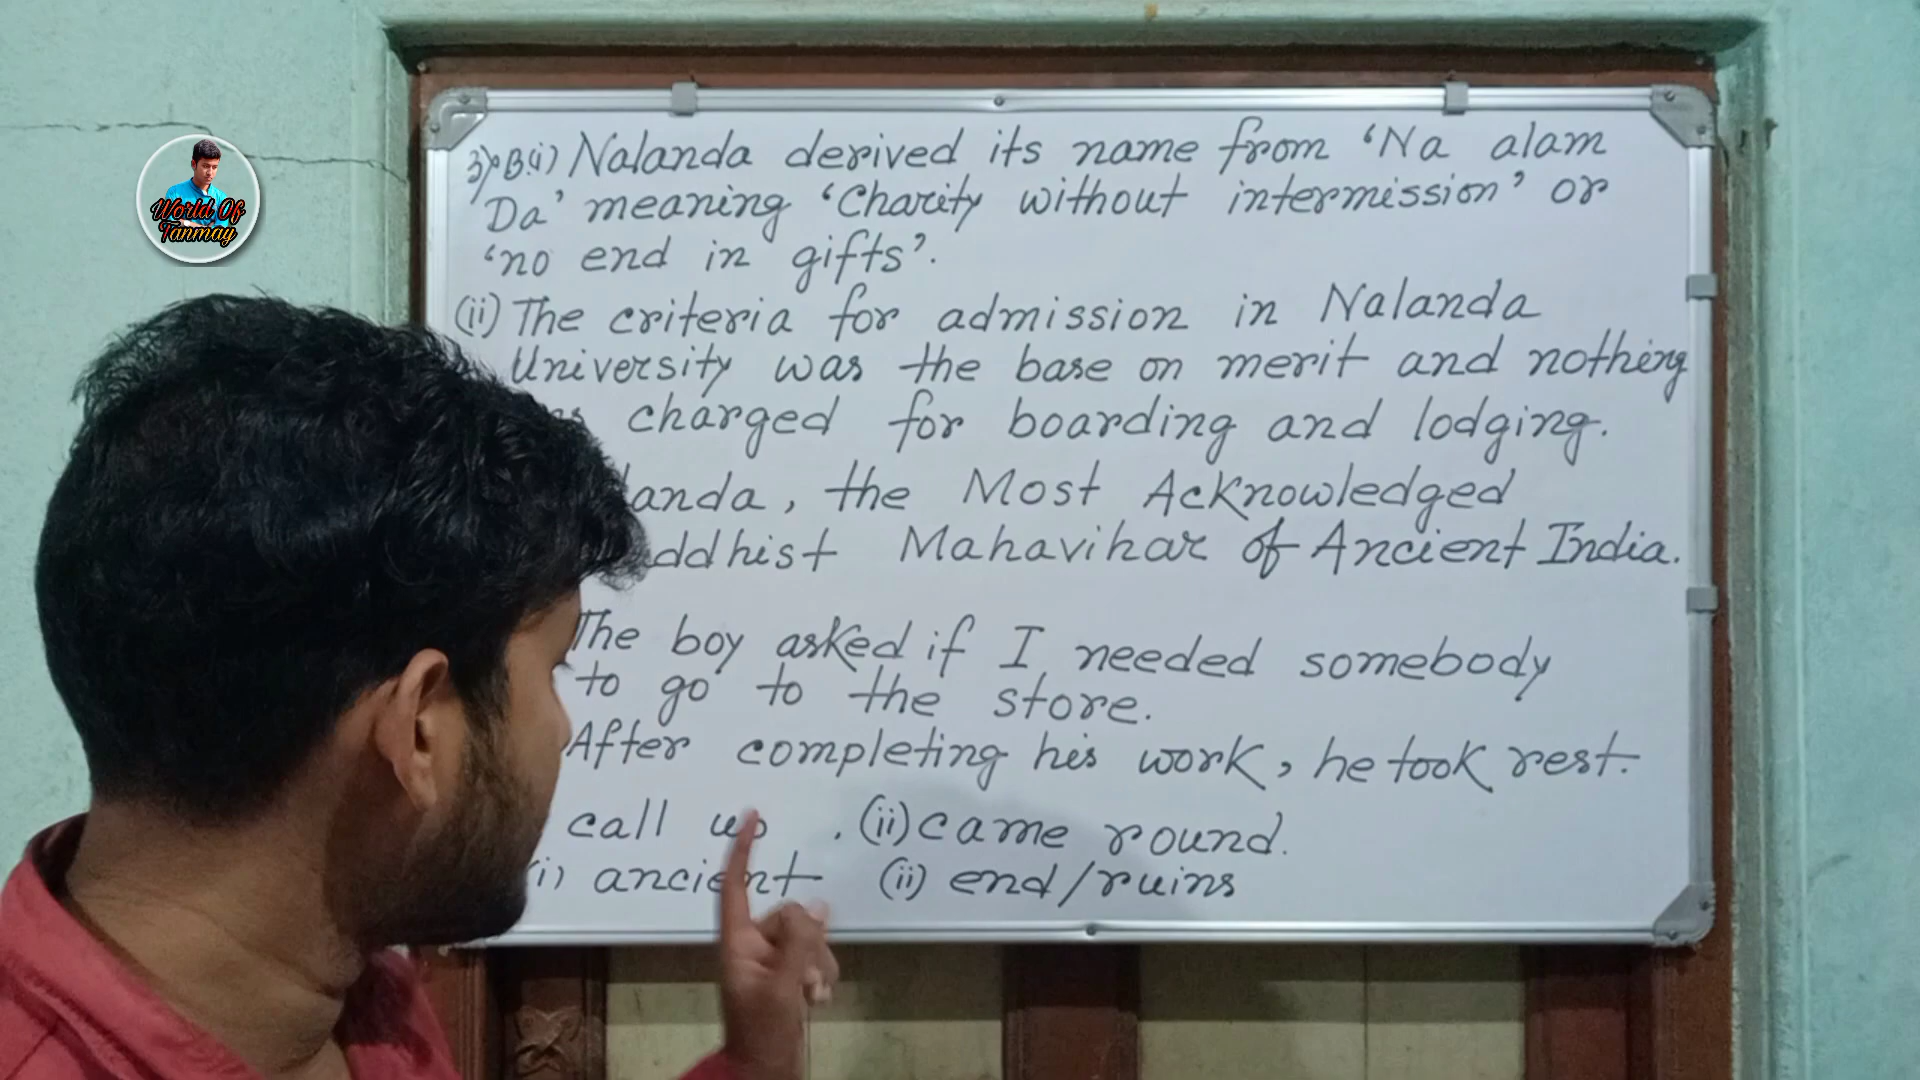 World Of
Tanmay
3) B.(i) Nalanda derived its name from ‘Na alam
Da’ meaning ‘Charity without intermission’ or
‘no end in gifts’.
(ii) The criteria for admission in Nalanda
University was the base on merit and nothing
charged for boarding and lodging.
anda, the Most Acknowledged
ddhist Mahavihar of Ancient India.
The boy asked if I needed somebody
to go to the store.
After completing his work, he took rest.
call up . (ii) came round.
(i) ancient (ii) end/ruins